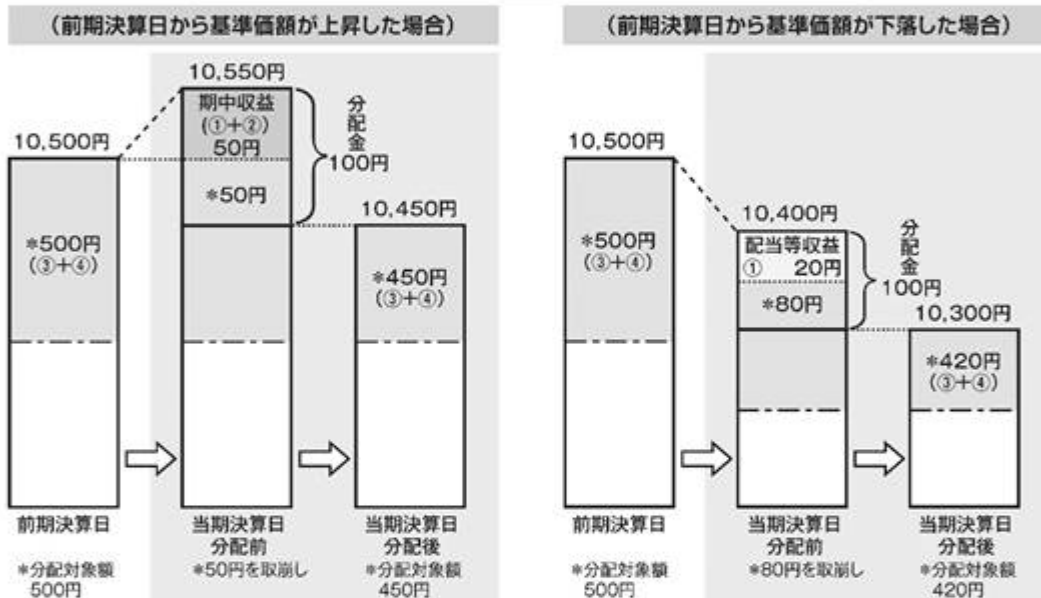 (前期決算日から基準価額が上昇した場合)
10,500円
*500円
(③+④)
10,550円
期中収益
(①+②)
50円
*50円
分配金
100円
10,450円
*450円
(③+④)
前期決算日
当期決算日
分配前
当期決算日
分配後
*分配対象額
500円
*50円を取崩し
*分配対象額
450円
(前期決算日から基準価額が下落した場合)
10,500円
*500円
(③+④)
10,400円
配当等収益
① 20円
*80円
分配金
100円
10,300円
*420円
(③+④)
前期決算日
当期決算日
分配前
当期決算日
分配後
*分配対象額
500円
*80円を取崩し
*分配対象額
420円